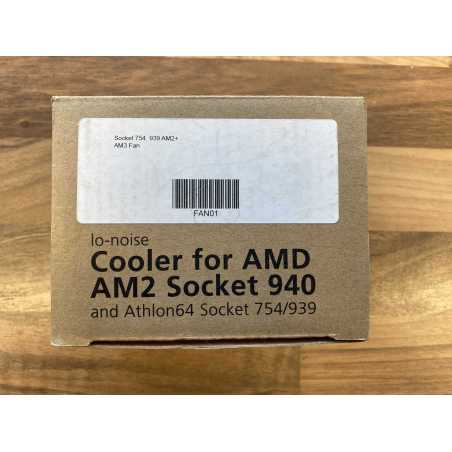 Socket 754 939 AM2+
AM3 Fan
FAN01
lo-noise
Cooler for AMD
AM2 Socket 940
and Athlon64 Socket 754/939